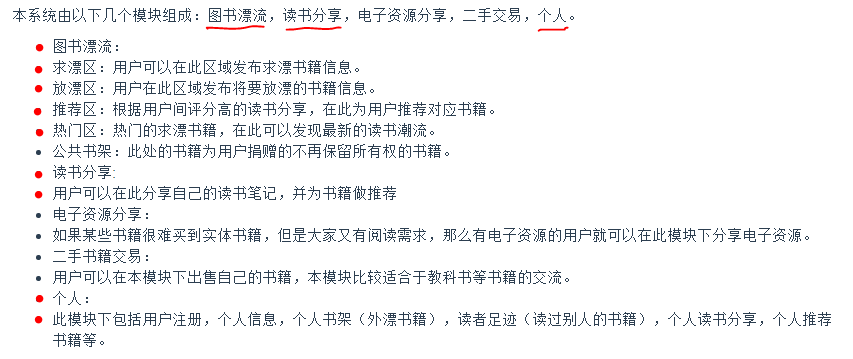 本系统由以下几个模块组成：图书漂流，读书分享，电子资源分享，二手交易，个人。
图书漂流：
求漂区：用户可以在此区域发布求漂书籍信息。
放漂区：用户在此区域发布将要放漂的书籍信息。
推荐区：根据用户间评分高的读书分享，在此为用户推荐对应书籍。
热门区：热门的求漂书籍，在此可以发现最新的读书潮流。
公共书架：此处的书籍为用户捐赠的不再保留所有权的书籍。
读书分享:
用户可以在此分享自己的读书笔记，并为书籍做推荐
电子资源分享：
如果某些书籍很难买到实体书籍，但是大家又有阅读需求，那么有电子资源的用户就可以在此模块下分享电子资源。
二手书籍交易：
用户可以在本模块下出售自己的书籍，本模块比较适合于教科书等书籍的交流。
个人：
此模块下包括用户注册，个人信息，个人书架（外漂书籍），读者足迹（读过别人的书籍），个人读书分享，个人推荐
书籍等。